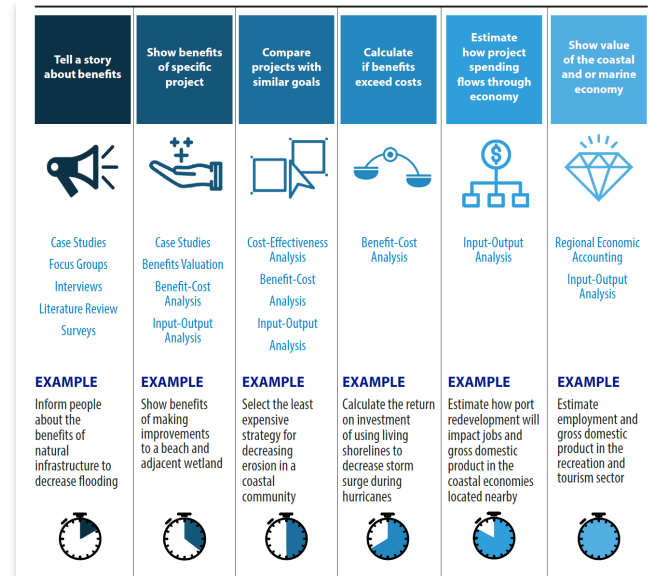 Tell a story
about benefits
Show benefits
of specific
project
Compare
projects with
similar goals
Calculate
if benefits
exceed costs
Estimate
how project
spending
flows through
economy
Show value
of the coastal
and or marine
economy
$
Case Studies
Focus Groups
Interviews
Literature Review
Surveys
Case Studies
Benefits Valuation
Benefit-Cost
Analysis
Input-Output
Analysis
Cost-Effectiveness
Analysis
Benefit-Cost
Analysis
Input-Output
Analysis
Benefit-Cost
Analysis
Input-Output
Analysis
Regional Economic
Accounting
Input-Output
Analysis
EXAMPLE
Inform people
about the
benefits of
natural
infrastructure to
decrease flooding
EXAMPLE
Show benefits
of making
improvements
to a beach and
adjacent wetland
EXAMPLE
Select the least
expensive
strategy for
decreasing
erosion in a
coastal
community
EXAMPLE
Calculate the return
on investment
of using living
shorelines to
decrease storm
surge during
hurricanes
EXAMPLE
Estimate how port
redevelopment will
impact jobs and
gross domestic
product in the
coastal economies
located nearby
EXAMPLE
Estimate
employment and
gross domestic
product in the
recreation and
tourism sector